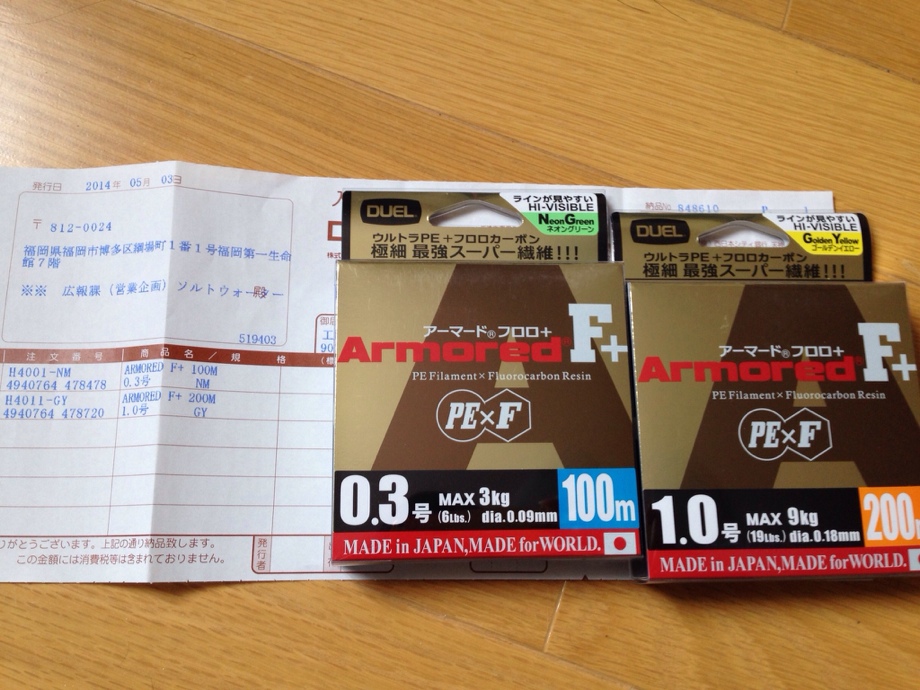 発行日 2014年 05月 03日
〒 812-0024
福岡県福岡市博多区綱場町1番1号福岡第一生命
館7階
※※ 広報課(営業企画) ソルトウォーター 殿
519403
注文番号 商品名/規格
H4001-NM ARMORED F+ 100M
4940764 478478 0.3号 NM
H4011-GY ARMORED F+ 200M
4940764 478720 1.0号 GY
りがとうございます。上記の通り納品致します。
この金額には消費税等は含まれておりません。
発行者
納品№ 848610
DUEL
ラインが見やすい
HI-VISIBLE
NeonGreen
ネオングリーン
ウルトラPE+フロロカーボン
極細 最強スーパー繊維!!!
アーマード®フロロ+
Armored® F+
PE Filament×Fluorocarbon Resin
PE×F
0.3号 MAX 3kg (6Lbs.) dia.0.09mm 100m
MADE in JAPAN,MADE for WORLD.
DUEL
ラインが見やすい
HI-VISIBLE
Golden Yellow
ゴールデンイエロー
ウルトラPE+フロロカーボン
極細 最強スーパー繊維!!!
アーマード®フロロ+
Armored® F+
PE Filament×Fluorocarbon Resin
PE×F
1.0号 MAX 9kg (19Lbs.) dia.0.18mm 200
MADE in JAPAN,MADE for WORLD.